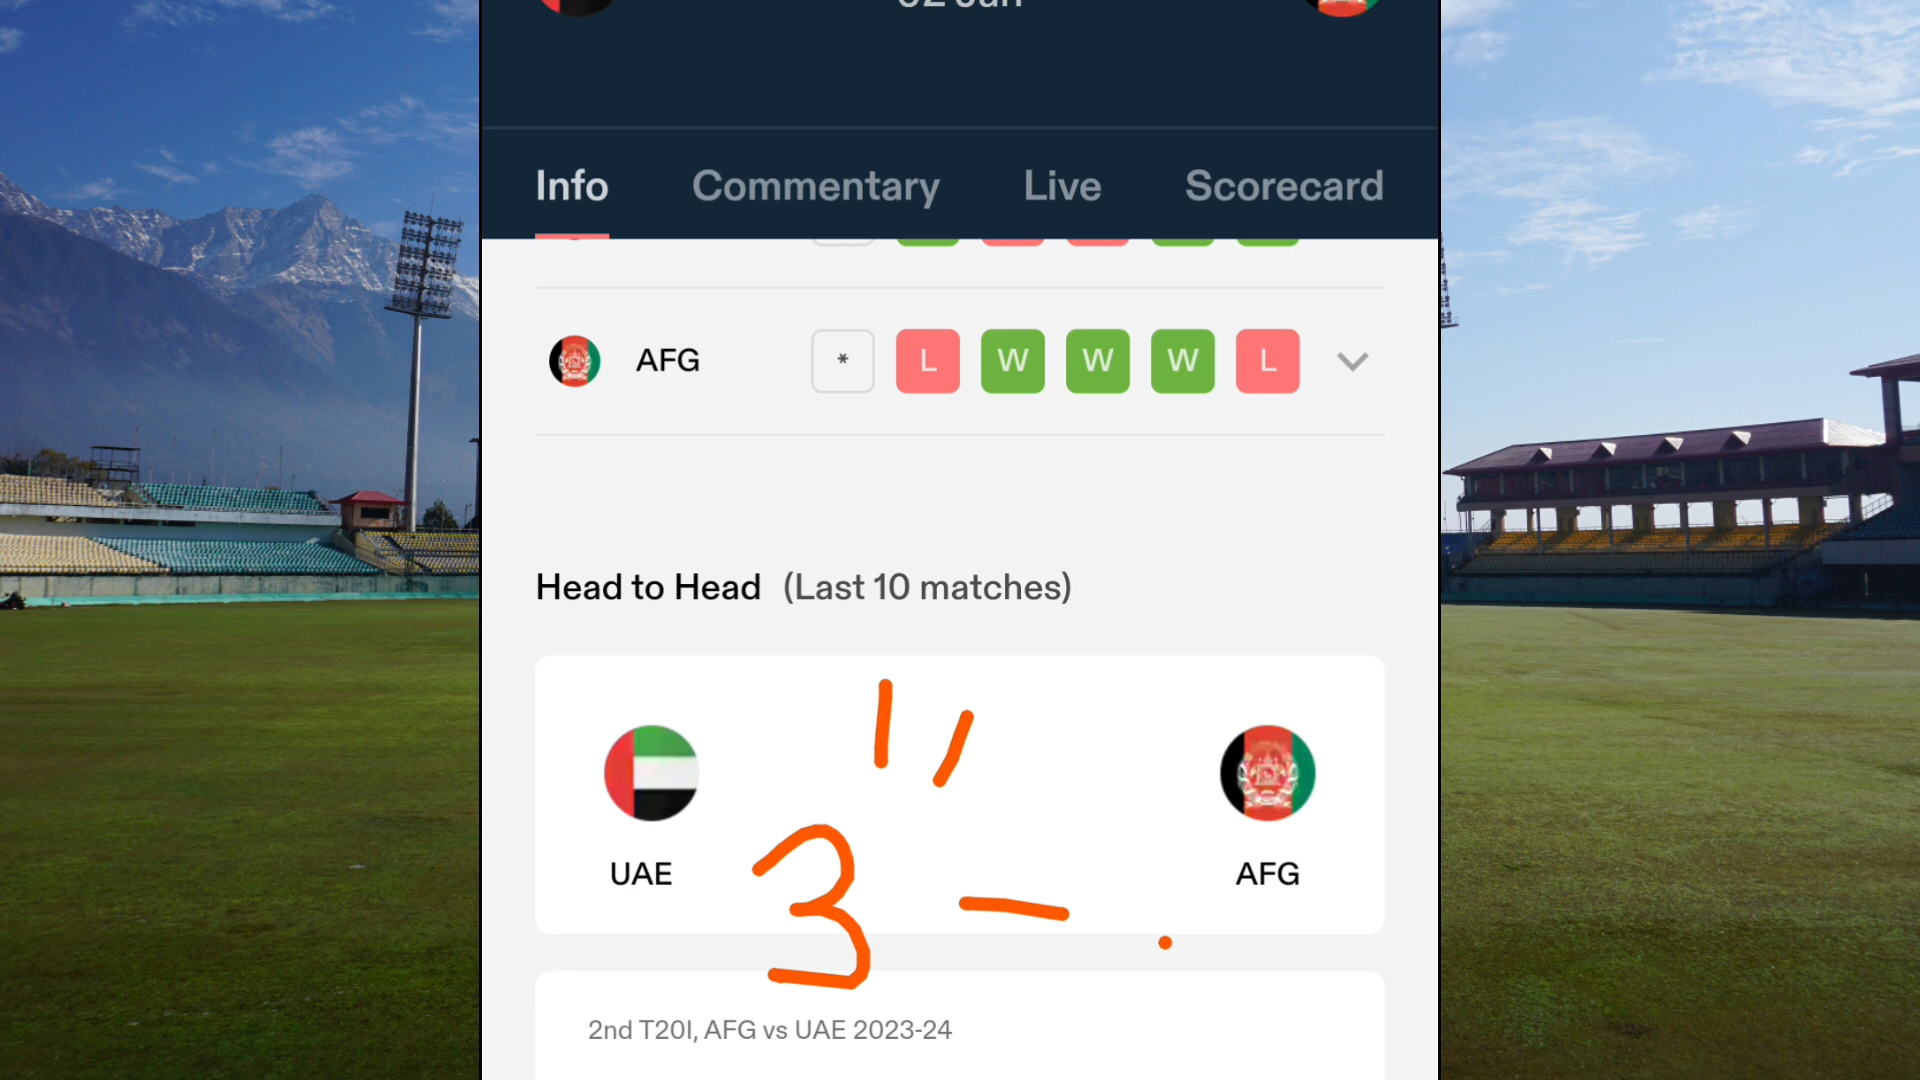 Info Commentary Live Scorecard
AFG * L W W W L
Head to Head (Last 10 matches)
UAE AFG
3 -
2nd T20I, AFG vs UAE 2023-24